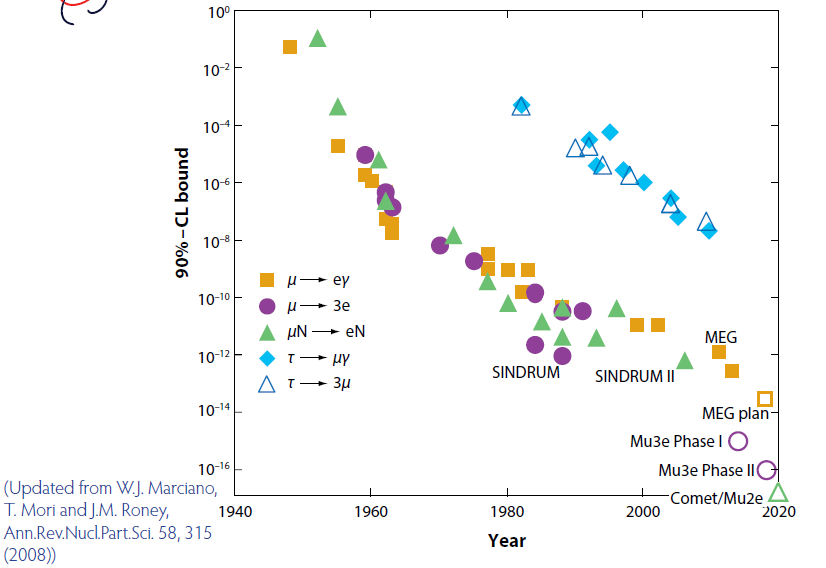 10⁰
10⁻²
10⁻⁴
10⁻⁶
10⁻⁸
10⁻¹⁰
10⁻¹²
10⁻¹⁴
10⁻¹⁶
90%–CL bound
μ → eγ
μ → 3e
μN → eN
τ → μγ
τ → 3μ
SINDRUM
SINDRUM II
MEG
MEG plan
Mu3e Phase I
Mu3e Phase II
Comet/Mu2e
1940 1960 1980 2000 2020
Year
(Updated from W.J. Marciano,
T. Mori and J.M. Roney,
Ann.Rev.Nucl.Part.Sci. 58, 315
(2008))